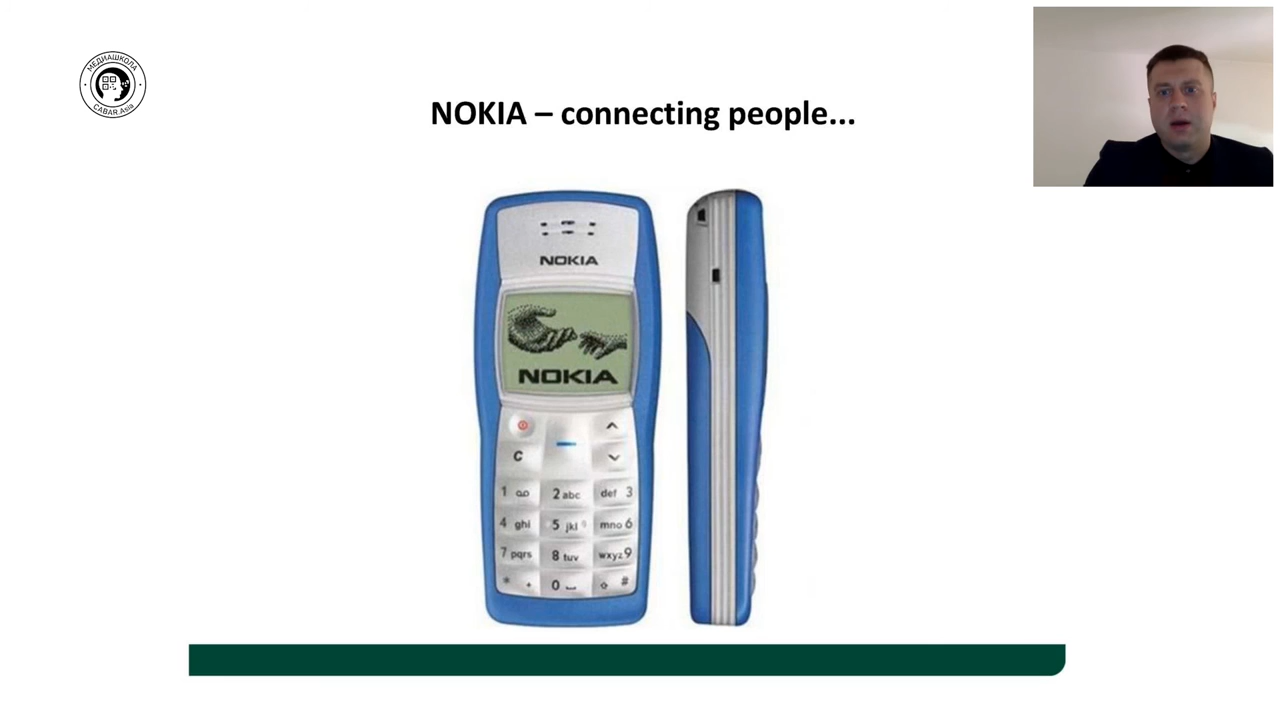 МЕДИАШКОЛА
CABAR.Asia
NOKIA – connecting people...
NOKIA
NOKIA
C
1
2 abc
def 3
4 ghi
5 jkl
mno 6
7 pqrs
8 tuv
wxyz 9
* +
0
#